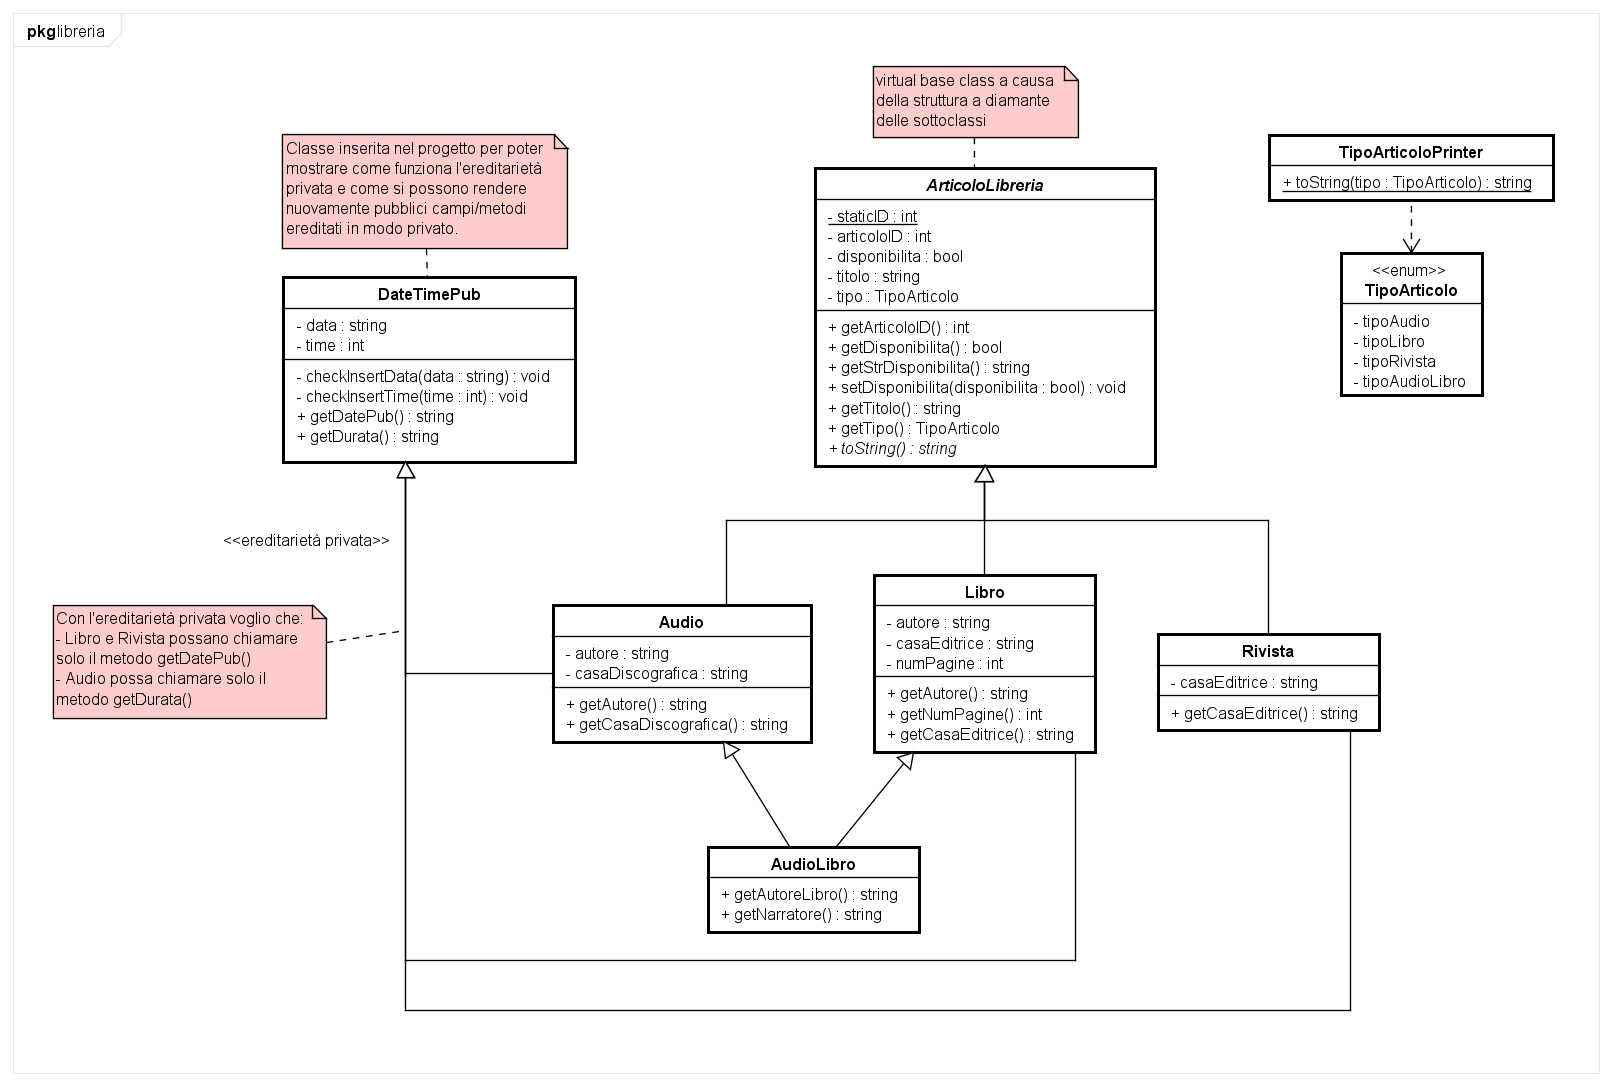 pkg libreria
virtual base class a causa
della struttura a diamante
delle sottoclassi
Classe inserita nel progetto per poter
mostrare come funziona l'ereditarietà
privata e come si possono rendere
nuovamente pubblici campi/metodi
ereditati in modo privato.
TipoArticoloPrinter
+ toString(tipo : TipoArticolo) : string
ArticoloLibreria
- staticID : int
- articoloID : int
- disponibilita : bool
- titolo : string
- tipo : TipoArticolo
+ getArticoloID() : int
+ getDisponibilita() : bool
+ getStrDisponibilita() : string
+ setDisponibilita(disponibilita : bool) : void
+ getTitolo() : string
+ getTipo() : TipoArticolo
+ toString() : string
<<enum>>
TipoArticolo
- tipoAudio
- tipoLibro
- tipoRivista
- tipoAudioLibro
DateTimePub
- data : string
- time : int
- checkInsertData(data : string) : void
- checkInsertTime(time : int) : void
+ getDatePub() : string
+ getDurata() : string
<<ereditarietà privata>>
Con l'ereditarietà privata voglio che:
- Libro e Rivista possano chiamare
solo il metodo getDatePub()
- Audio possa chiamare solo il
metodo getDurata()
Audio
- autore : string
- casaDiscografica : string
+ getAutore() : string
+ getCasaDiscografica() : string
Libro
- autore : string
- casaEditrice : string
- numPagine : int
+ getAutore() : string
+ getNumPagine() : int
+ getCasaEditrice() : string
Rivista
- casaEditrice : string
+ getCasaEditrice() : string
AudioLibro
+ getAutoreLibro() : string
+ getNarratore() : string